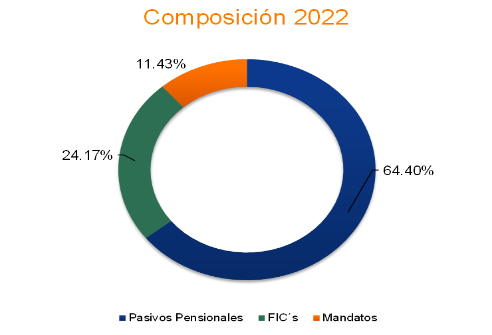 Composición 2022
11.43%
24.17%
64.40%
Pasivos Pensionales FIC´s Mandatos